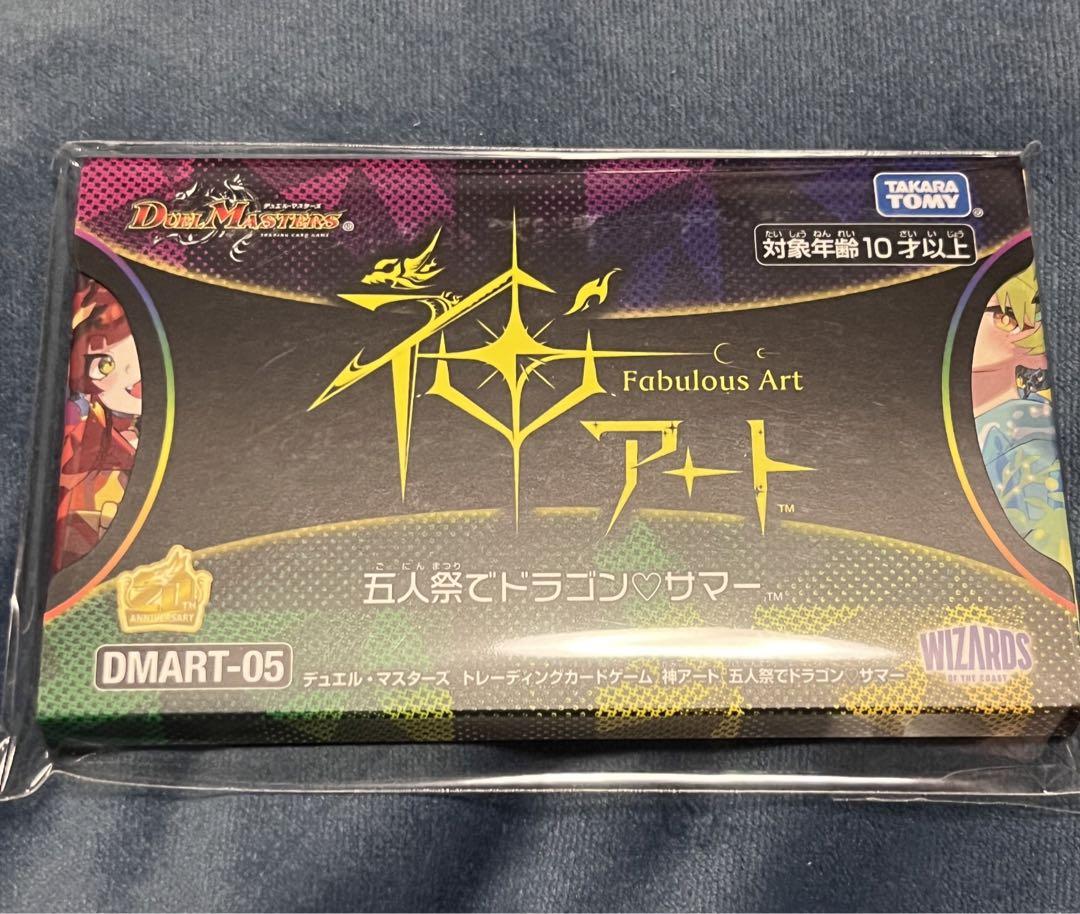 デュエル・マスターズ
DUEL MASTERS®
TRADING CARD GAME
TAKARA
TOMY®
たいしょうねんれい さいいじょう
対象年齢10才以上
神
Fabulous Art
アート™
ごにんまつり
五人祭でドラゴン♡サマー™
20TH
ANNIVERSARY
DMART-05
デュエル・マスターズ トレーディングカードゲーム 神アート 五人祭でドラゴン♡サマー
WIZARDS
OF THE COAST